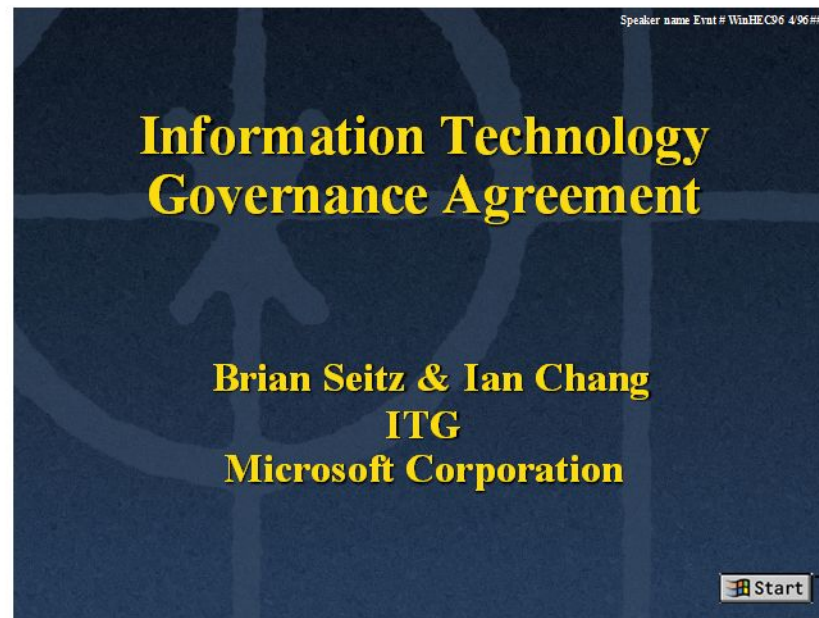 Speaker name Evnt # WinHEC96 4/96##
Information Technology
Governance Agreement
Brian Seitz & Ian Chang
ITG
Microsoft Corporation
Start